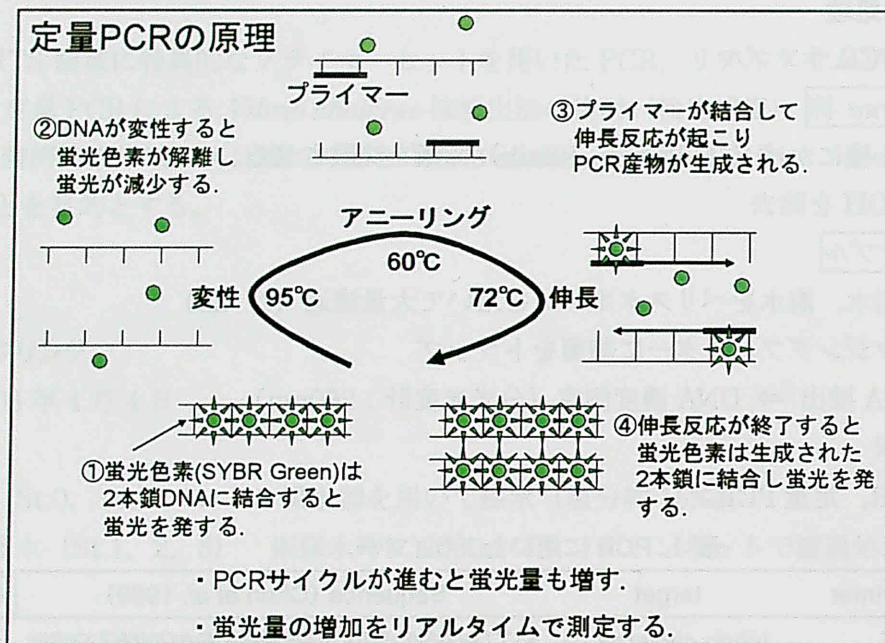 定量PCRの原理
プライマー
②DNAが変性すると
蛍光色素が解離し
蛍光が減少する.
③プライマーが結合して
伸長反応が起こり
PCR産物が生成される.
アニーリング
60℃
変性
95℃
72℃
伸長
①蛍光色素(SYBR Green)は
2本鎖DNAに結合すると
蛍光を発する.
④伸長反応が終了すると
蛍光色素は生成された
2本鎖に結合し蛍光を発
する.
・PCRサイクルが進むと蛍光量も増す.
・蛍光量の増加をリアルタイムで測定する.